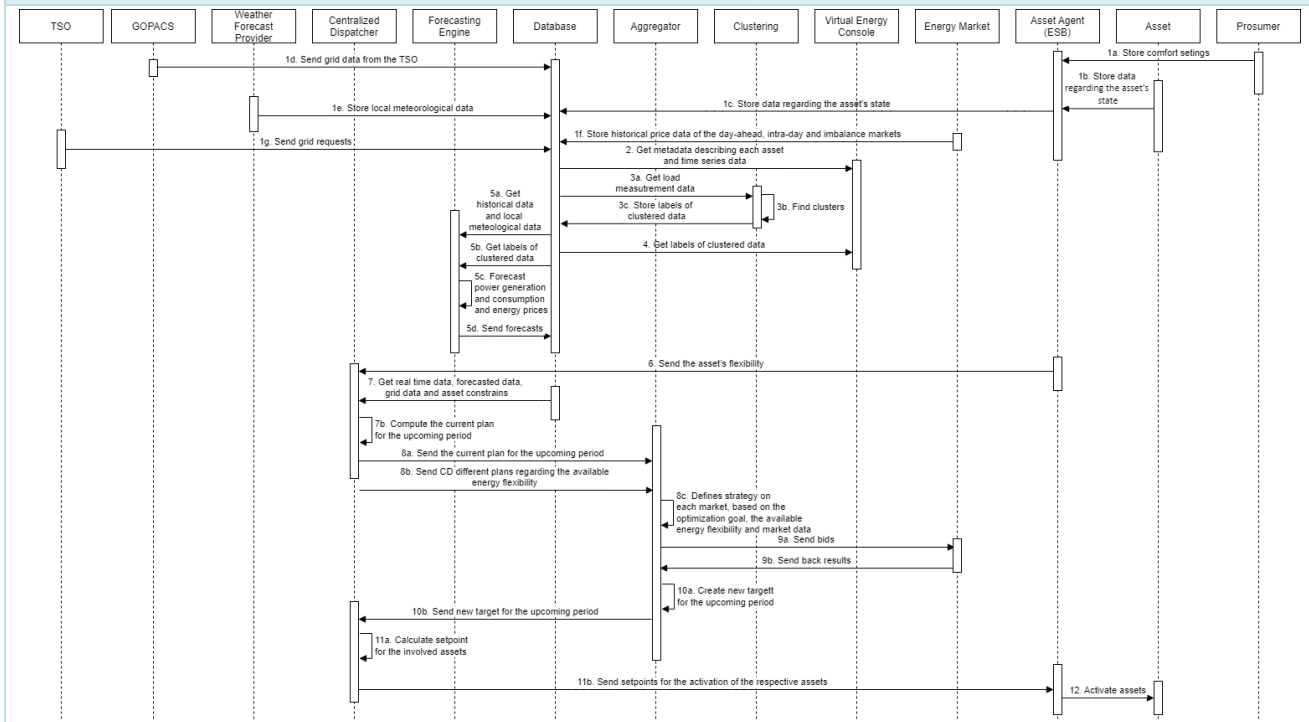 TSO
GOPACS
Weather
Forecast
Provider
Centralized
Dispatcher
Forecasting
Engine
Database
Aggregator
Clustering
Virtual Energy
Console
Energy Market
Asset Agent
(ESB)
Asset
Prosumer
1a. Store comfort setings
1d. Send grid data from the TSO
1b. Store data
regarding the asset's
state
1e. Store local meteorological data
1c. Store data regarding the asset's state
1f. Store historical price data of the day-ahead, intra-day and imbalance markets
1g. Send grid requests
2. Get metadata describing each asset
and time series data
3a. Get load
measutrement data
3b. Find clusters
3c. Store labels of
clustered data
5a. Get
historical data
and local
meteological data
4. Get labels of clustered data
5b. Get labels of
clustered data
5c. Forecast
power generation
and consumption
and energy prices
5d. Send forecasts
6. Send the asset's flexibility
7. Get real time data, forecasted data,
grid data and asset constrains
7b. Compute the current plan
for the upcoming period
8a. Send the current plan for the upcoming period
8b. Send CD different plans regarding the available
energy flexibility
8c. Defines strategy on
each market, based on the
optimization goal, the available
energy flexibility and market data
9a. Send bids
9b. Send back results
10a. Create new targett
for the upcoming period
10b. Send new target for the upcoming period
11a. Calculate setpoint
for the involved assets
11b. Send setpoints for the activation of the respective assets
12. Activate assets